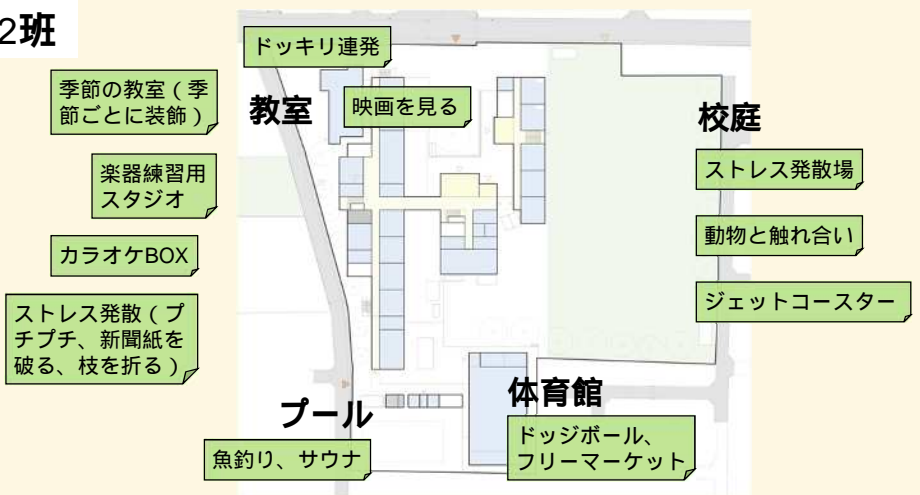 2班
ドッキリ連発
季節の教室（季
節ごとに装飾）
教室
映画を見る
校庭
楽器練習用
スタジオ
ストレス発散場
カラオケBOX
動物と触れ合い
ストレス発散（プ
チプチ、新聞紙を
破る、枝を折る）
ジェットコースター
プール
魚釣り、サウナ
体育館
ドッジボール、
フリーマーケット